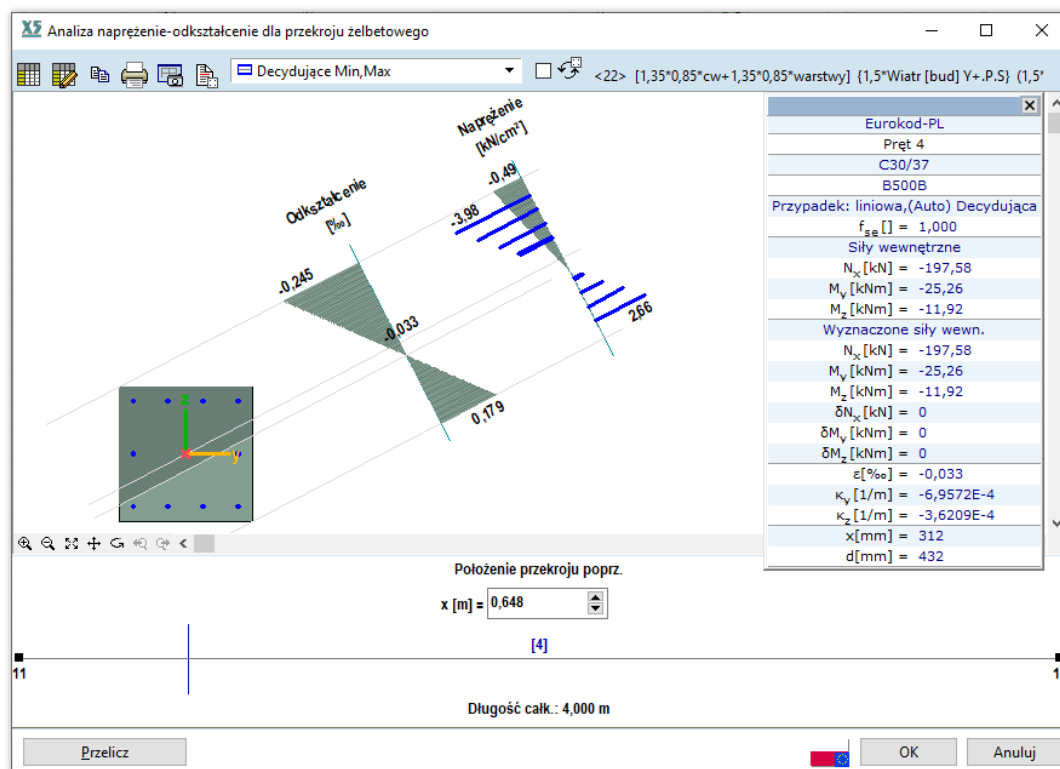 Analiza naprężenie-odkształcenie dla przekroju żelbetowego
Decydujące Min,Max
<22> [1,35*0,85*cw+1,35*0,85*warstwy] {1,5*Wiatr [bud] Y+.P.S} (1,5*
Naprężenie
[kN/cm²]
-0,49
-3,98
2,66
Odkształcenie
[‰]
-0,245
-0,033
0,179
z
y
Eurokod-PL
Pręt 4
C30/37
B500B
Przypadek: liniowa,(Auto) Decydująca
fse[] = 1,000
Siły wewnętrzne
Nx[kN] = -197,58
My[kNm] = -25,26
Mz[kNm] = -11,92
Wyznaczone siły wewn.
Nx[kN] = -197,58
My[kNm] = -25,26
Mz[kNm] = -11,92
δNx[kN] = 0
δMy[kNm] = 0
δMz[kNm] = 0
ε[‰] = -0,033
κy[1/m] = -6,9572E-4
κz[1/m] = -3,6209E-4
x[mm] = 312
d[mm] = 432
Położenie przekroju poprz.
x [m] = 0,648
[4]
11
1
Długość całk.: 4,000 m
Przelicz
OK
Anuluj